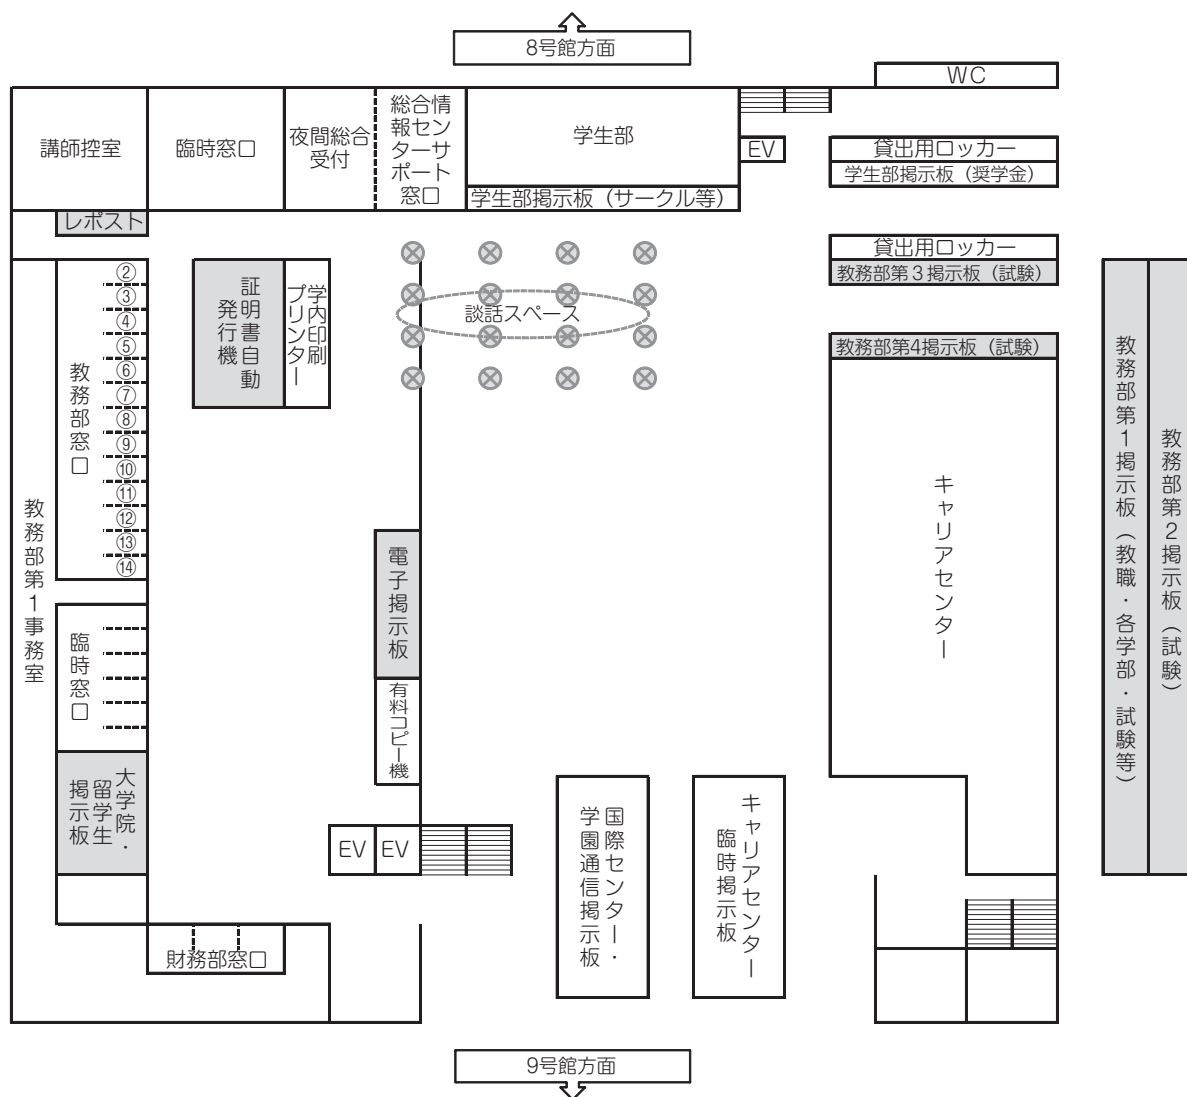 8号館方面
WC
講師控室
臨時窓口
夜間総合
受付
総合情
報セン
ターサ
ポート
窓口
学生部
EV
貸出用ロッカー
学生部掲示板（奨学金）
学生部掲示板（サークル等）
レポスト
貸出用ロッカー
教務部第３掲示板（試験）
②
③
④
⑤
⑥
⑦
⑧
⑨
⑩
⑪
⑫
⑬
⑭
教務部窓口
証明書自動
発行機
学内印刷
プリンター
談話スペース
教務部第4掲示板（試験）
教務部第１掲示板（教職・各学部・試験等）
教務部第２掲示板（試験）
キャリアセンター
教務部第１事務室
電子掲示板
臨時窓口
有料コピー機
大学院・
留学生
掲示板
国際センター・
学園通信掲示板
キャリアセンター
臨時掲示板
EV
EV
財務部窓口
9号館方面